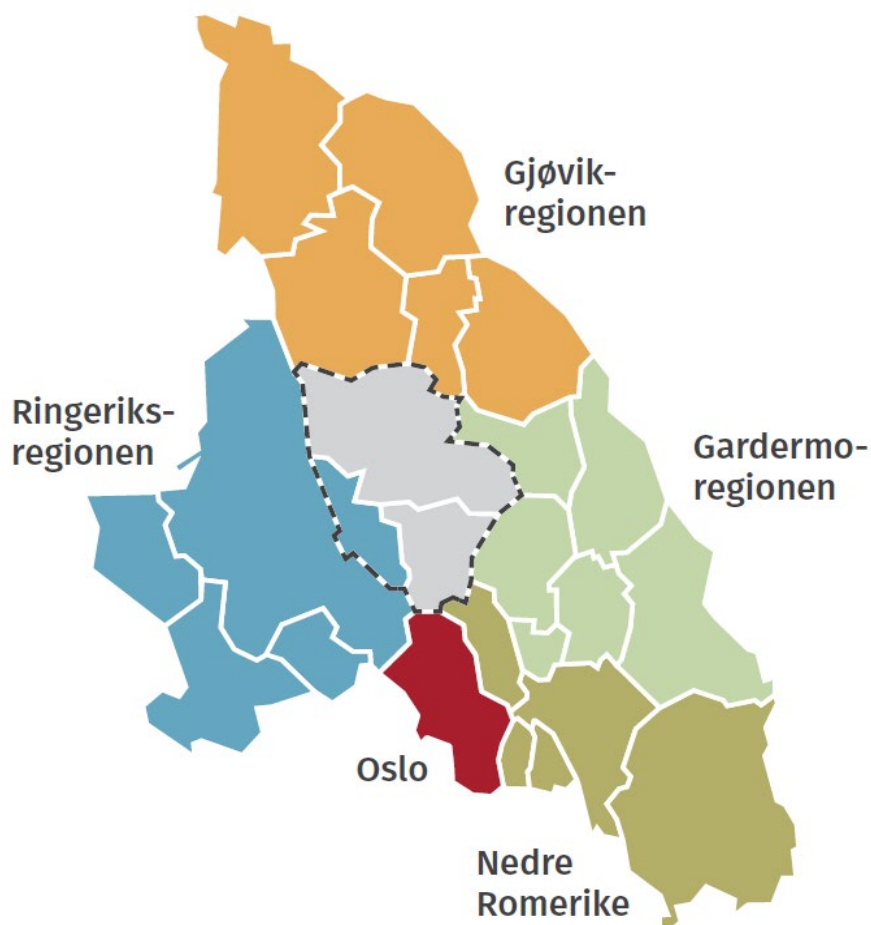 Gjøvik-
regionen
Ringeriks-
regionen
Gardermo-
regionen
Oslo
Nedre
Romerike